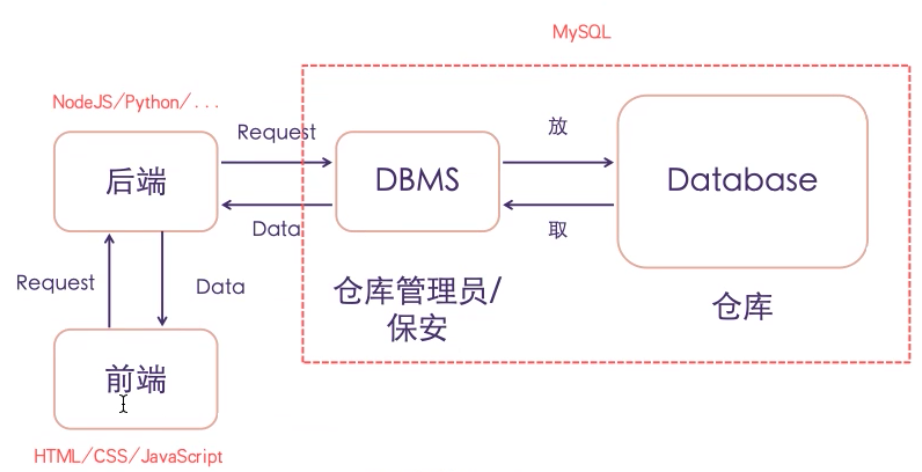 MySQL
NodeJS/Python/...
Request
放
后端
DBMS
Database
Data
取
Request
Data
仓库管理员/
保安
仓库
前端
HTML/CSS/JavaScript